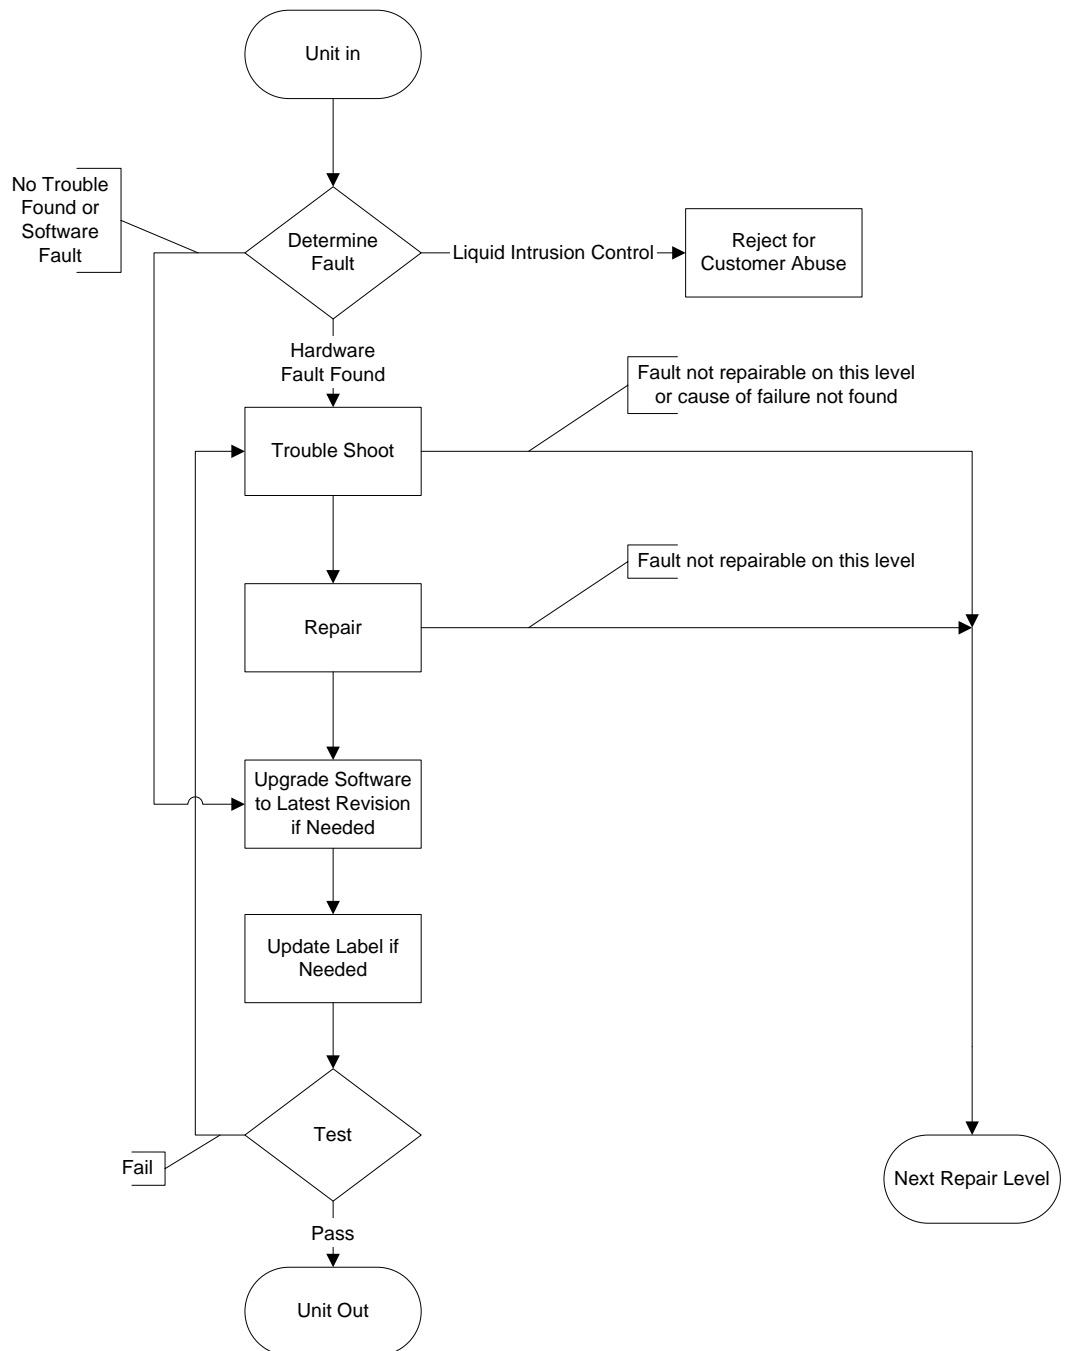 Unit in
No Trouble
Found or
Software
Fault
Determine
Fault
Liquid Intrusion Control
Reject for
Customer Abuse
Hardware
Fault Found
Fault not repairable on this level
or cause of failure not found
Trouble Shoot
Fault not repairable on this level
Repair
Upgrade Software
to Latest Revision
if Needed
Update Label if
Needed
Test
Fail
Next Repair Level
Pass
Unit Out